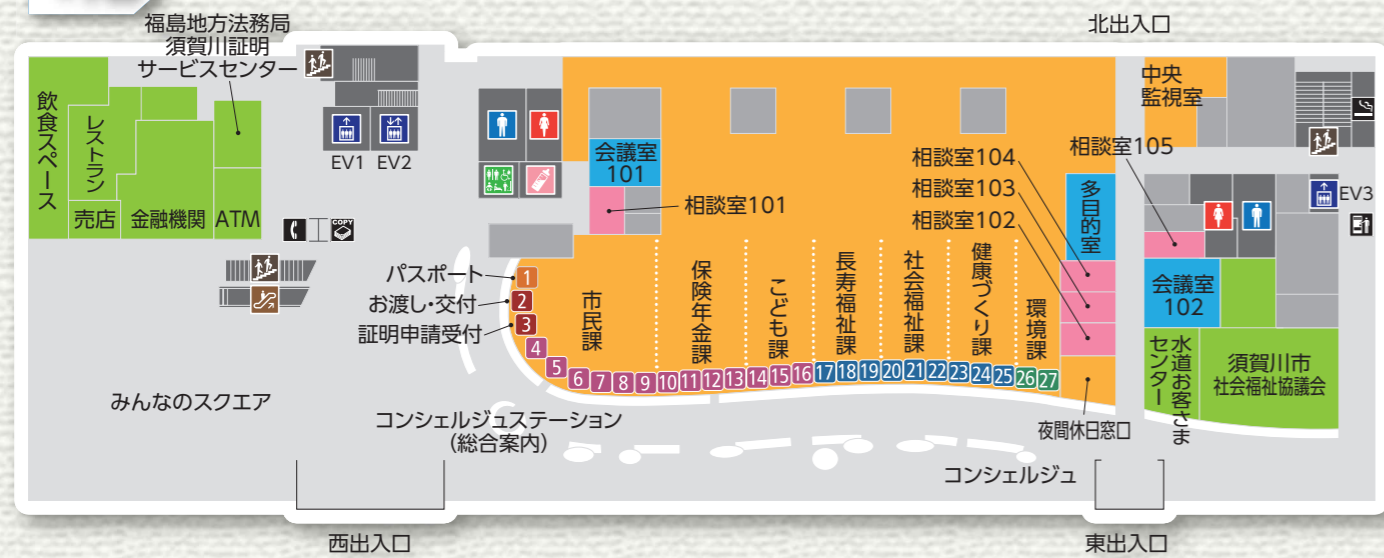 福島地方法務局
須賀川証明
サービスセンター
北出入口
飲食スペース
レストラン
売店
金融機関
ATM
EV1
EV2
COPY
会議室
101
相談室101
中央
監視室
相談室105
相談室104
相談室103
相談室102
多目的室
EV3
会議室
102
パスポート
お渡し・交付
証明申請受付
1
2
3
4
5
6
7
8
9
10
11
12
13
14
15
16
17
18
19
20
21
22
23
24
25
26
27
市民課
保険年金課
こども課
長寿福祉課
社会福祉課
健康づくり課
環境課
水道お客さま
センター
須賀川市
社会福祉協議会
みんなのスクエア
コンシェルジュステーション
(総合案内)
夜間休日窓口
コンシェルジュ
西出入口
東出入口